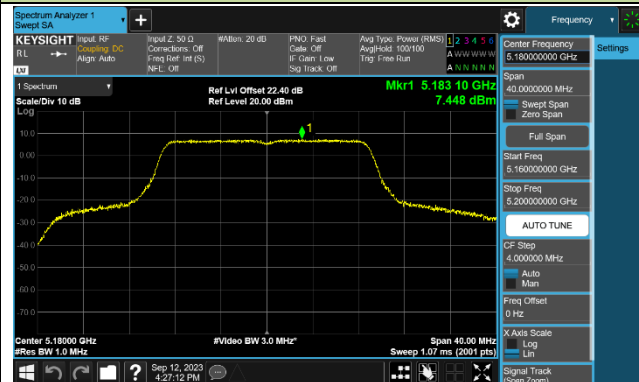 Spectrum Analyzer 1
Swept SA
+
Frequency
KEYSIGHT
RL
LXI
Input: RF
Coupling: DC
Align: Auto
Input Z: 50 Ω
Corrections: Off
Freq Ref: Int (S)
NFE: Off
#Atten: 20 dB
PNO: Fast
Gate: Off
IF Gain: Low
Sig Track: Off
Avg Type: Power (RMS)
Avg|Hold: 100/100
Trig: Free Run
1 2 3 4 5 6
A W W W W W
A N N N N N
Center Frequency
5.180000000 GHz
Settings
Span
40.0000000 MHz
Swept Span
Zero Span
Full Span
Start Freq
5.160000000 GHz
Stop Freq
5.200000000 GHz
AUTO TUNE
CF Step
4.000000 MHz
Auto
Man
Freq Offset
0 Hz
X Axis Scale
Log
Lin
Signal Track
(Span Zoom)
1 Spectrum
Scale/Div 10 dB
Log
Ref Lvl Offset 22.40 dB
Ref Level 20.00 dBm
Mkr1 5.183 10 GHz
7.448 dBm
1
10.0
0.00
-10.0
-20.0
-30.0
-40.0
-50.0
-60.0
-70.0
Center 5.18000 GHz
#Res BW 1.0 MHz
#Video BW 3.0 MHz*
Span 40.00 MHz
Sweep 1.07 ms (2001 pts)
?
Sep 12, 2023
4:27:12 PM